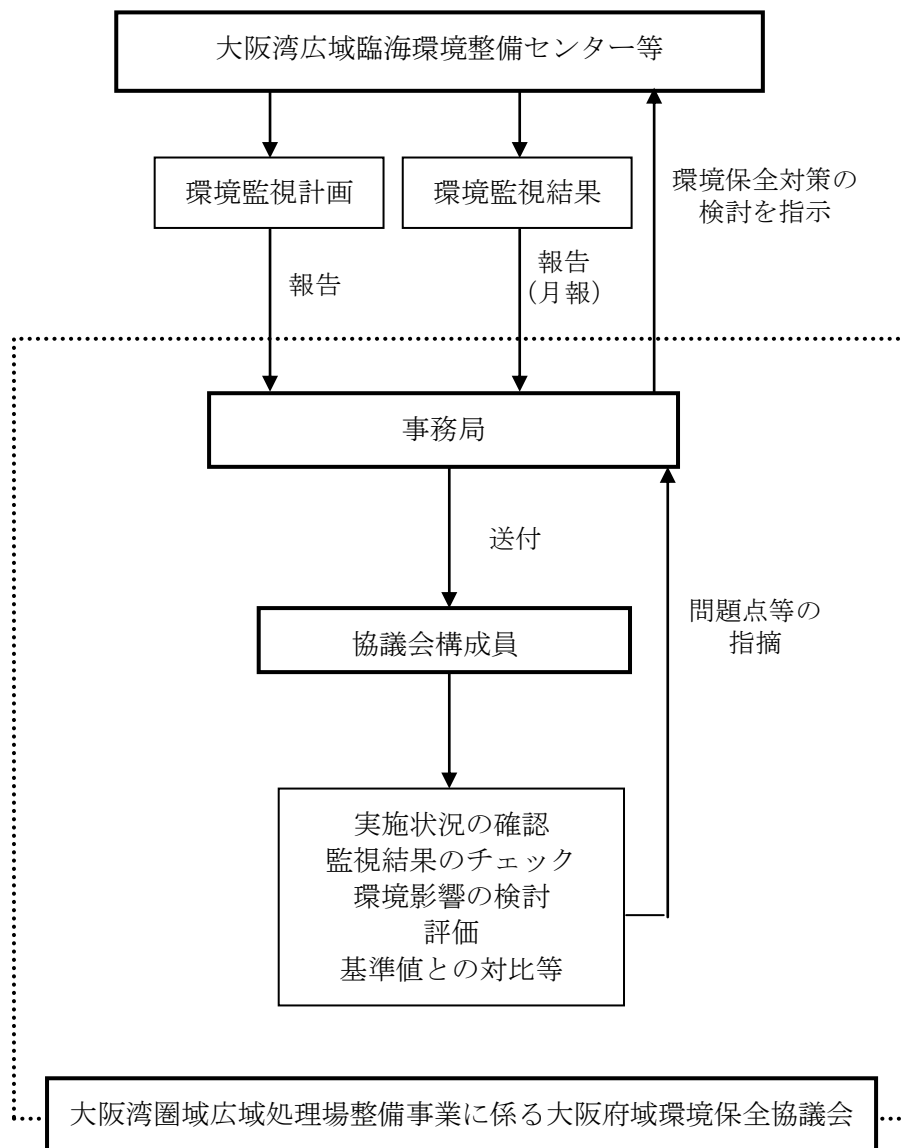 大阪湾広域臨海環境整備センター等
環境監視計画
環境監視結果
環境保全対策の
検討を指示
報告
報告
（月報）
事務局
送付
協議会構成員
問題点等の
指摘
実施状況の確認
監視結果のチェック
環境影響の検討
評価
基準値との対比等
大阪湾圏域広域処理場整備事業に係る大阪府域環境保全協議会